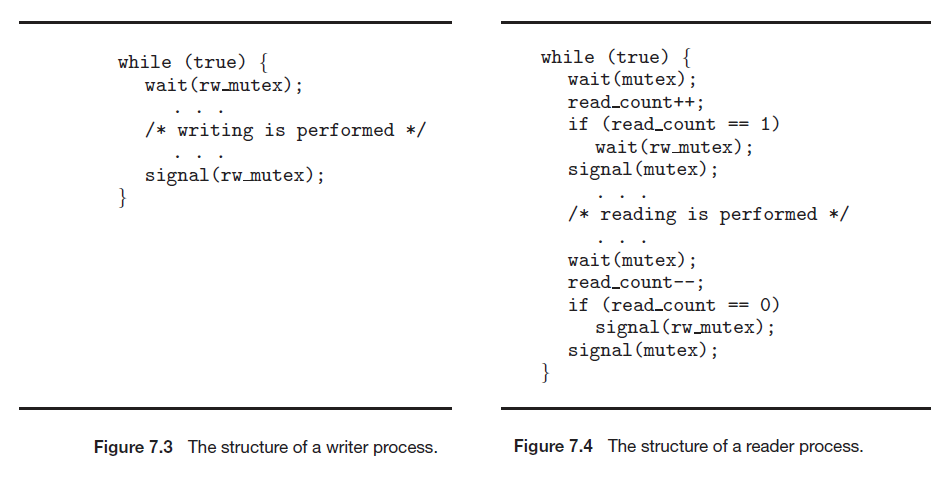 while (true) {
wait(rw_mutex);
. . .
/* writing is performed */
. . .
signal(rw_mutex);
}
Figure 7.3 The structure of a writer process.
while (true) {
wait(mutex);
read_count++;
if (read_count == 1)
wait(rw_mutex);
signal(mutex);
. . .
/* reading is performed */
. . .
wait(mutex);
read_count--;
if (read_count == 0)
signal(rw_mutex);
signal(mutex);
}
Figure 7.4 The structure of a reader process.